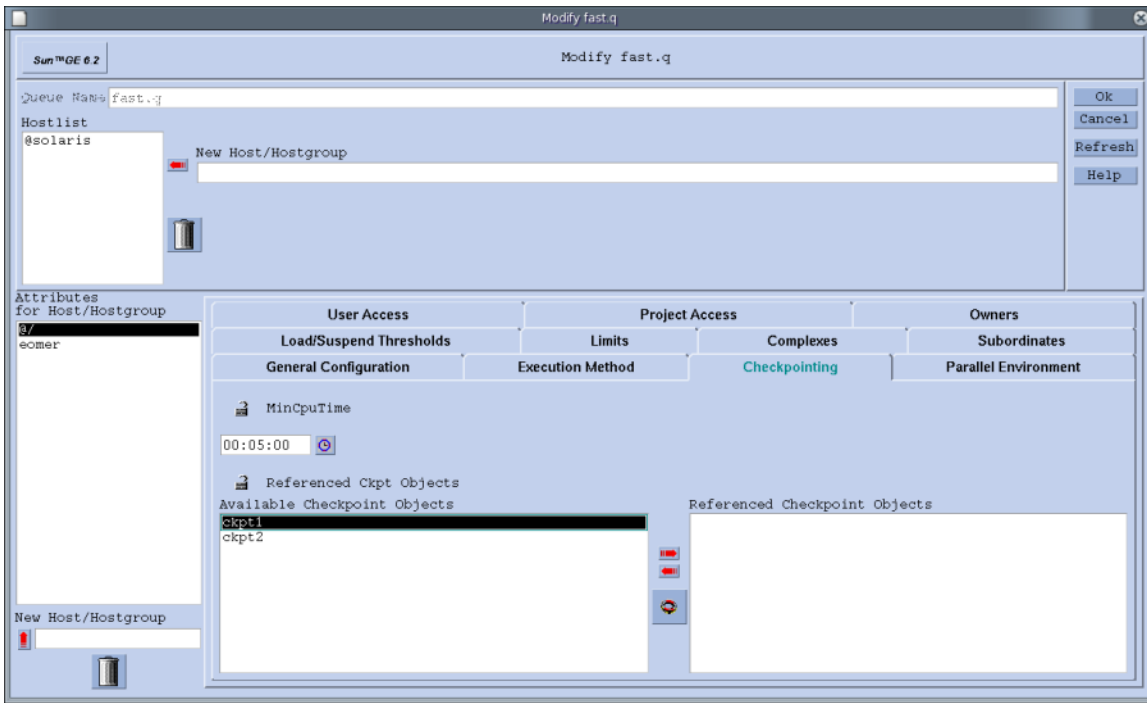 Modify fast.q
Sun™GE 6.2
Modify fast.q
Queue Name fast.q
Ok
Cancel
Refresh
Help
Hostlist
@solaris
New Host/Hostgroup
Attributes
for Host/Hostgroup
@/
eomer
New Host/Hostgroup
User Access
Project Access
Owners
Load/Suspend Thresholds
Limits
Complexes
Subordinates
General Configuration
Execution Method
Checkpointing
Parallel Environment
MinCpuTime
00:05:00
Referenced Ckpt Objects
Available Checkpoint Objects
ckpt1
ckpt2
Referenced Checkpoint Objects